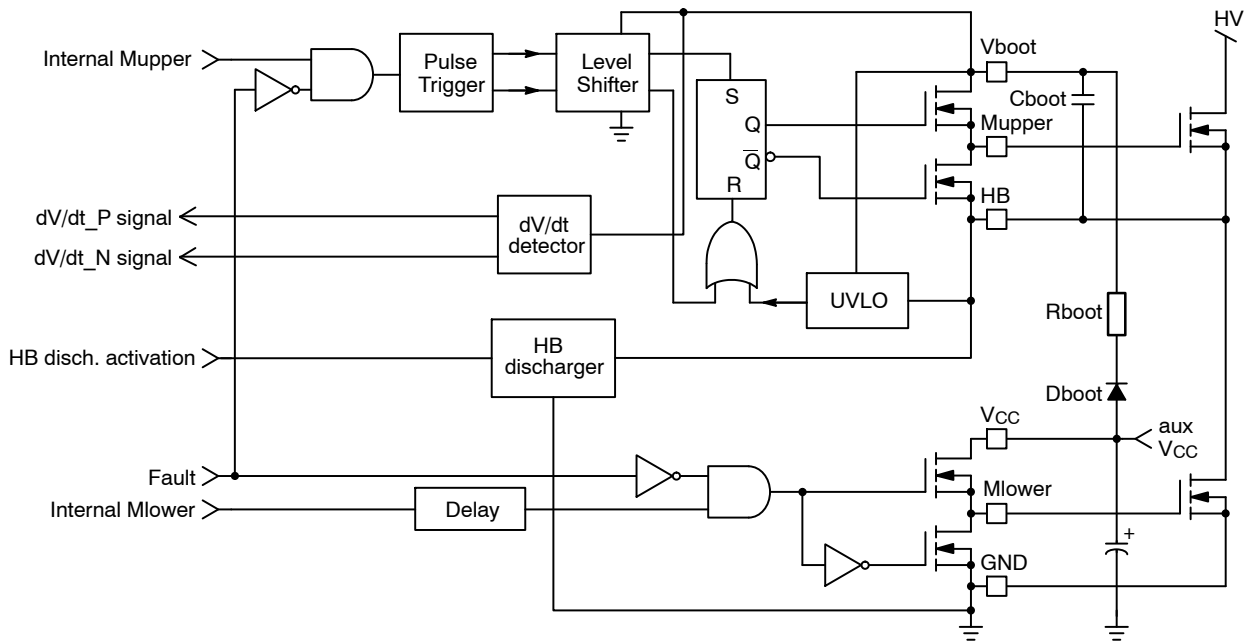 HV
Internal Mupper
Pulse
Trigger
Level
Shifter
Vboot
Cboot
S
Q
Q̅
R
Mupper
HB
dV/dt_P signal
dV/dt_N signal
dV/dt
detector
UVLO
Rboot
HB disch. activation
HB
discharger
Dboot
VCC
aux
VCC
Fault
Internal Mlower
Delay
Mlower
GND
+